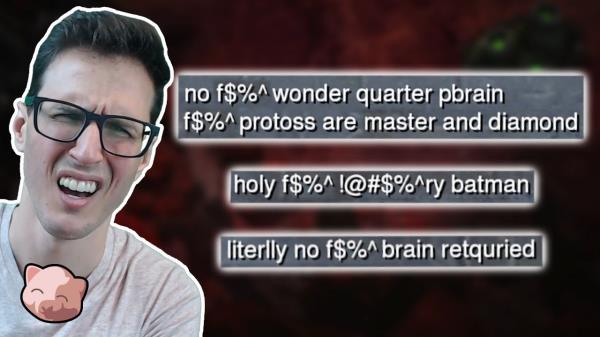 no f$%^ wonder quarter pbrain
f$%^ protoss are master and diamond
holy f$%^ !@#$%^ry batman
literlly no f$%^ brain retquried